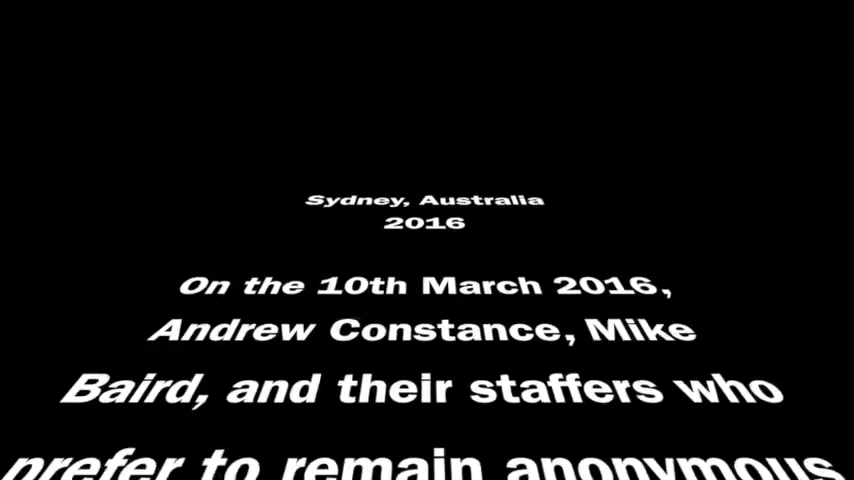 Sydney, Australia
2016
On the 10th March 2016,
Andrew Constance, Mike
Baird, and their staffers who
prefer to remain anonymous